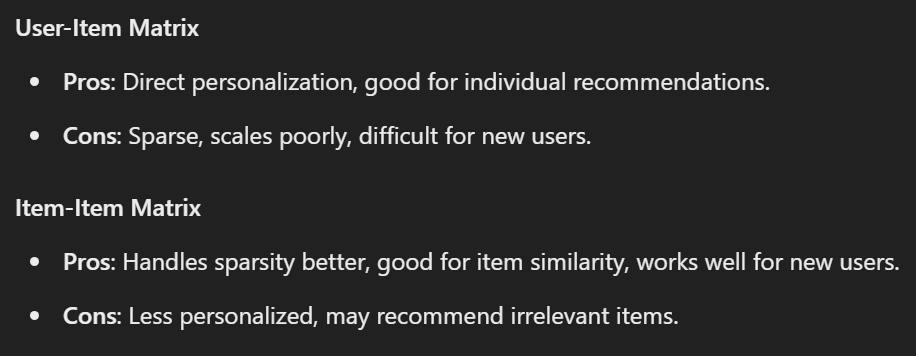 User-Item Matrix
• Pros: Direct personalization, good for individual recommendations.
• Cons: Sparse, scales poorly, difficult for new users.
Item-Item Matrix
• Pros: Handles sparsity better, good for item similarity, works well for new users.
• Cons: Less personalized, may recommend irrelevant items.